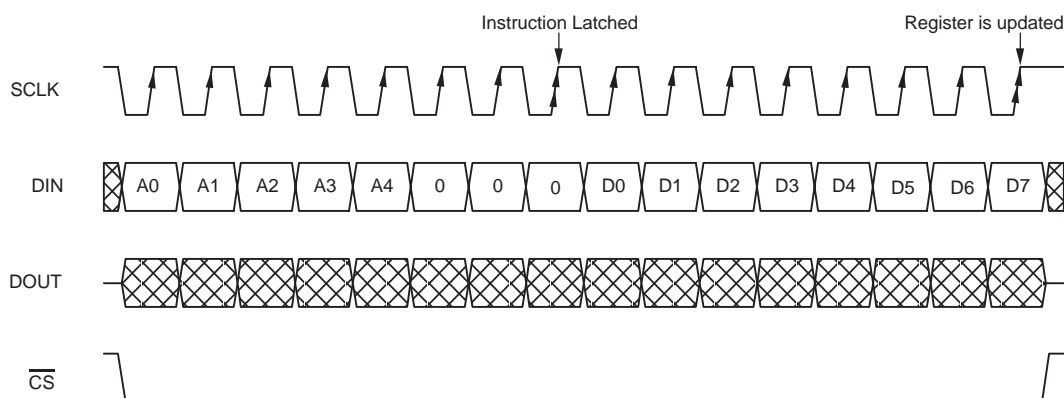 Instruction Latched Register is updated
SCLK
DIN A0 A1 A2 A3 A4 0 0 0 D0 D1 D2 D3 D4 D5 D6 D7
DOUT
CS